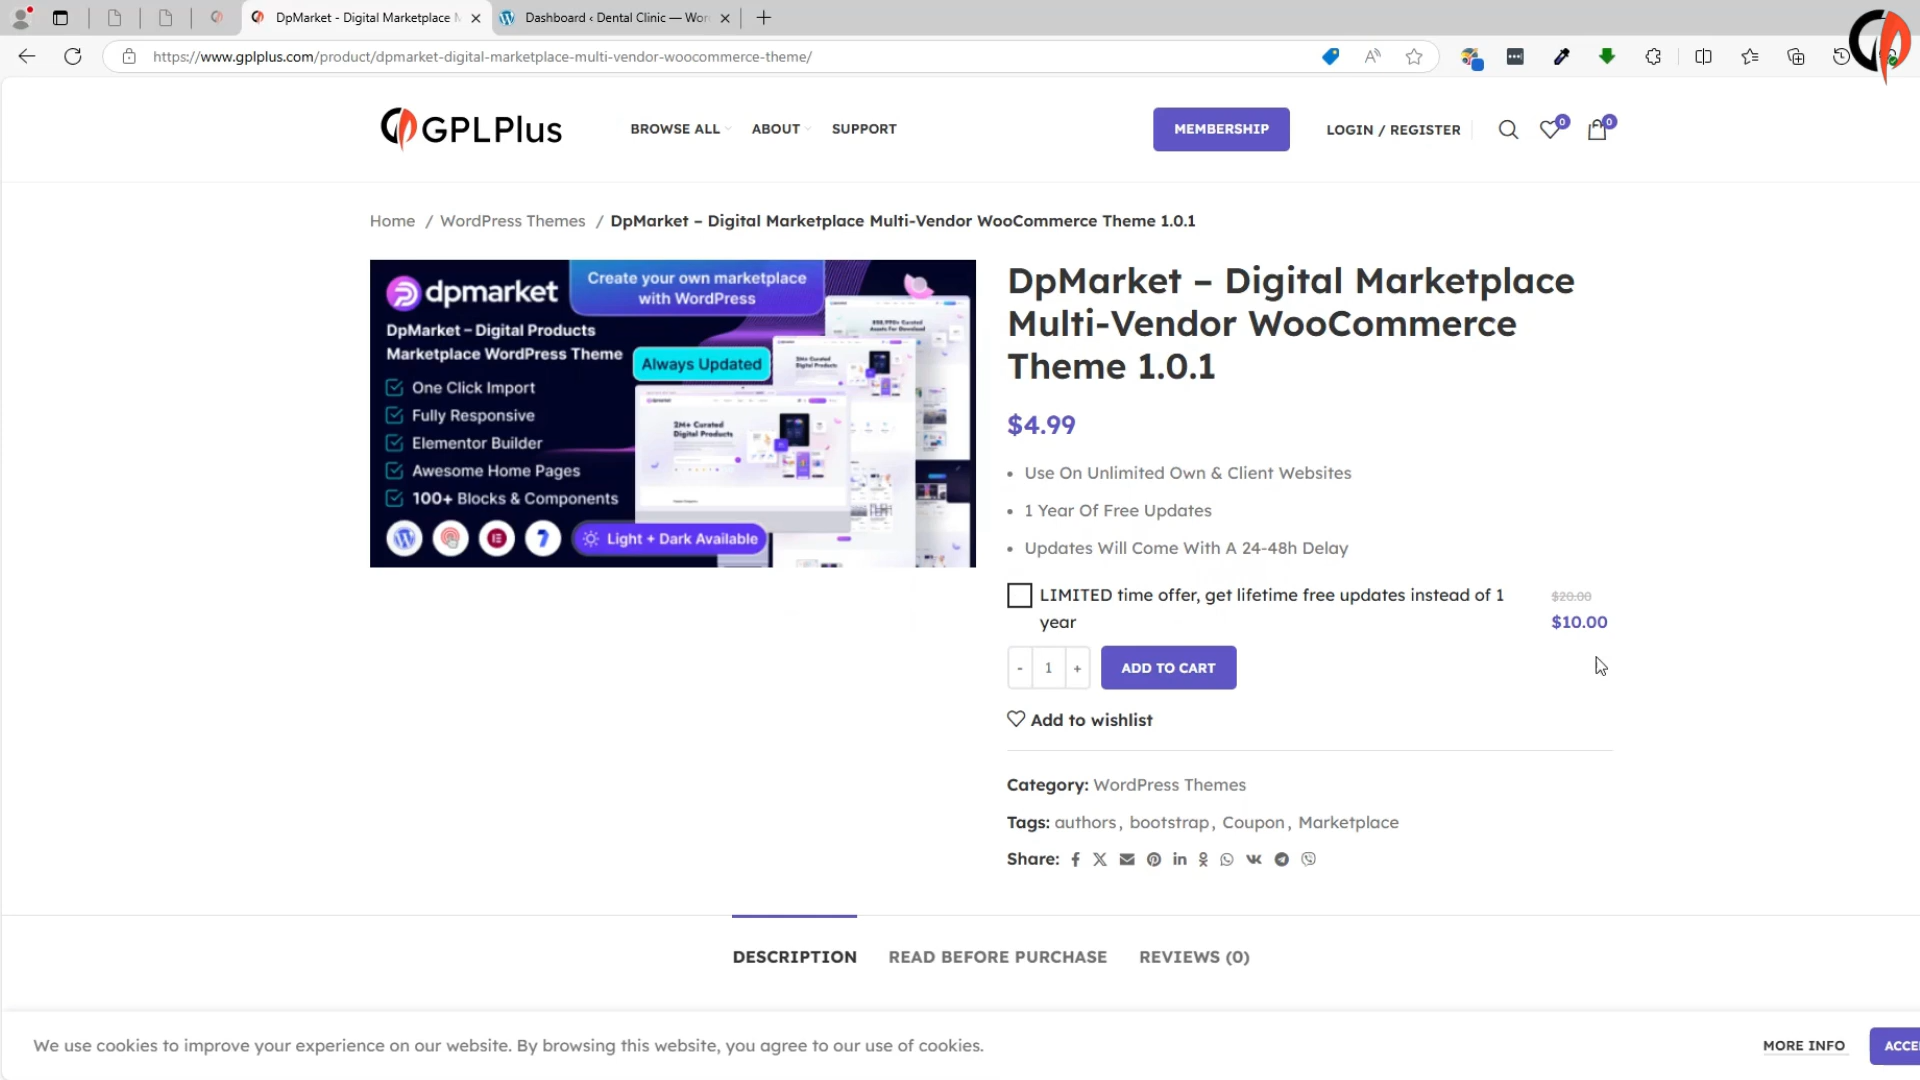 DpMarket - Digital Marketplace M
Dashboard ‹ Dental Clinic — Wor
https://www.gplplus.com/product/dpmarket-digital-marketplace-multi-vendor-woocommerce-theme/
GPLPlus
BROWSE ALL
ABOUT
SUPPORT
MEMBERSHIP
LOGIN / REGISTER
0
0
Home / WordPress Themes / DpMarket – Digital Marketplace Multi-Vendor WooCommerce Theme 1.0.1
dpmarket
Create your own marketplace
with WordPress
DpMarket – Digital Products
Marketplace WordPress Theme
Always Updated
One Click Import
Fully Responsive
Elementor Builder
Awesome Home Pages
100+ Blocks & Components
Light + Dark Available
2M+ Curated
Digital Products
DpMarket – Digital Marketplace
Multi-Vendor WooCommerce
Theme 1.0.1
$4.99
• Use On Unlimited Own & Client Websites
• 1 Year Of Free Updates
• Updates Will Come With A 24-48h Delay
LIMITED time offer, get lifetime free updates instead of 1
year
$20.00
$10.00
- 1 +
ADD TO CART
Add to wishlist
Category: WordPress Themes
Tags: authors, bootstrap, Coupon, Marketplace
Share:
DESCRIPTION
READ BEFORE PURCHASE
REVIEWS (0)
We use cookies to improve your experience on our website. By browsing this website, you agree to our use of cookies.
MORE INFO
ACCE